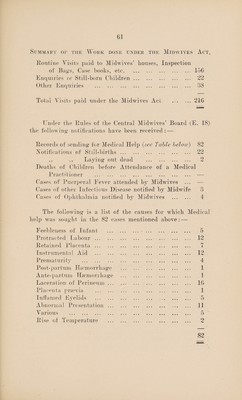 61
SUMMARY OF THE WORK DONE UNDER THE MIDWIVES ACT.
Routine Visits paid to Midwives' houses, Inspection
of Bags, Case books, etc. ... ... ... ... ... 156
Enquiries re Still-born Children ... ... ... ... 22
Other Enquiries ... ... ... ... ... ... 58
Total Visits paid under the Midwives Act ... ... 216
Under the Rules of the Central Midwives' Board (E. 18)
the following notifications have been received:—
Records of sending for Medical Help (see Table below) 82
Notifications of Still-births ... ... ... ... ... 22
,, ,, Laying out dead ... ... ... ... 2
Deaths of Children before Attendance of a Medical
Practitioner ... ... ... ... ... ... —
Cases of Puerperal Fever attended by Midwives ... —
Cases of other Infectious Disease notified by Midwife 3
Cases of Ophthalmia notified by Midwives ... ... 4
The following is a list of the causes for which Medical
help was sought in the 82 cases mentioned above:—
Feebleness of Infant ... ... ... ... ... 5
Protracted Labour ... ... ... ... ... ... 12
Retained Placenta ... ... ... ... ... ... 7
Instrumental Aid ... ... ... ... ... ... 12
Prematurity ... ... ... ... ... ... 4
Post-partum Hæmorrhage ... ... ... ... 1
Ante-partum Hæmorrhage ... ... ... ... 1
Laceration of Perineum ... ... ... ... ... 16
Placenta prævia ... ... ... ... ... 1
Inflamed Eyelids ... ... ... ... ... ... 5
Abnormal Presentation ... ... ... ... ... 11
Various ... ... ... ... ... ... 5
Rise of Temperature ... ... ... ... ... 2
82